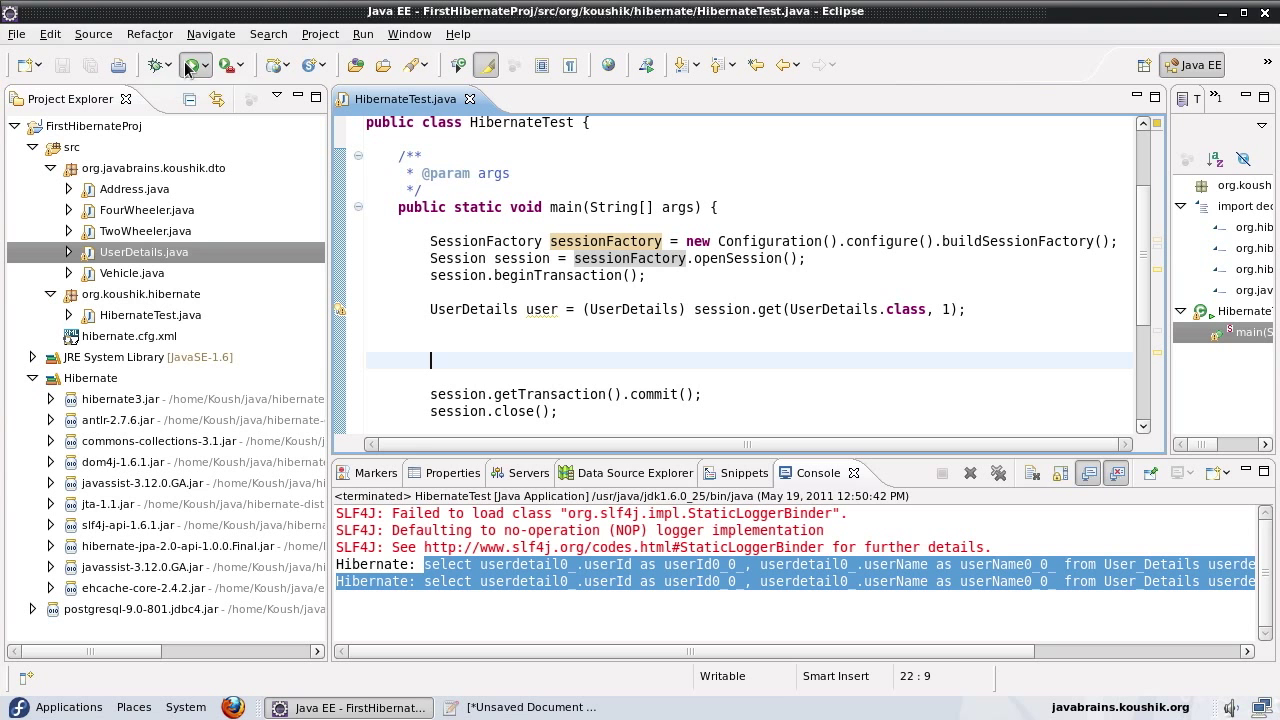 Java EE - FirstHibernateProj/src/org/koushik/hibernate/HibernateTest.java - Eclipse
File Edit Source Refactor Navigate Search Project Run Window Help
Java EE
Project Explorer
FirstHibernateProj
src
org.javabrains.koushik.dto
Address.java
FourWheeler.java
TwoWheeler.java
UserDetails.java
Vehicle.java
org.koushik.hibernate
HibernateTest.java
hibernate.cfg.xml
JRE System Library [JavaSE-1.6]
Hibernate
hibernate3.jar - /home/Koush/java/hibernate
antlr-2.7.6.jar - /home/Koush/java/hibernate-
commons-collections-3.1.jar - /home/Koush/j
dom4j-1.6.1.jar - /home/Koush/java/hibernat
javassist-3.12.0.GA.jar - /home/Koush/java/
jta-1.1.jar - /home/Koush/java/hibernate-dist
slf4j-api-1.6.1.jar - /home/Koush/java/hibern
hibernate-jpa-2.0-api-1.0.0.Final.jar - /home/
javassist-3.12.0.GA.jar - /home/Koush/java/
ehcache-core-2.4.2.jar - /home/Koush/java/e
postgresql-9.0-801.jdbc4.jar - /home/Koush/
HibernateTest.java
public class HibernateTest {
/**
* @param args
*/
public static void main(String[] args) {
SessionFactory sessionFactory = new Configuration().configure().buildSessionFactory();
Session session = sessionFactory.openSession();
session.beginTransaction();
UserDetails user = (UserDetails) session.get(UserDetails.class, 1);
session.getTransaction().commit();
session.close();
T
1
org.koush
import dec
org.hib
org.hib
org.hib
org.jav
Hibernate
main(S
Markers Properties Servers Data Source Explorer Snippets Console
<terminated> HibernateTest [Java Application] /usr/java/jdk1.6.0_25/bin/java (May 19, 2011 12:50:42 PM)
SLF4J: Failed to load class "org.slf4j.impl.StaticLoggerBinder".
SLF4J: Defaulting to no-operation (NOP) logger implementation
SLF4J: See http://www.slf4j.org/codes.html#StaticLoggerBinder for further details.
Hibernate: select userdetail0_.userId as userId0_0_, userdetail0_.userName as userName0_0_ from User_Details userde
Hibernate: select userdetail0_.userId as userId0_0_, userdetail0_.userName as userName0_0_ from User_Details userde
Writable Smart Insert 22 : 9
Applications Places System Java EE - FirstHibernat... [*Unsaved Document ... javabrains.koushik.org